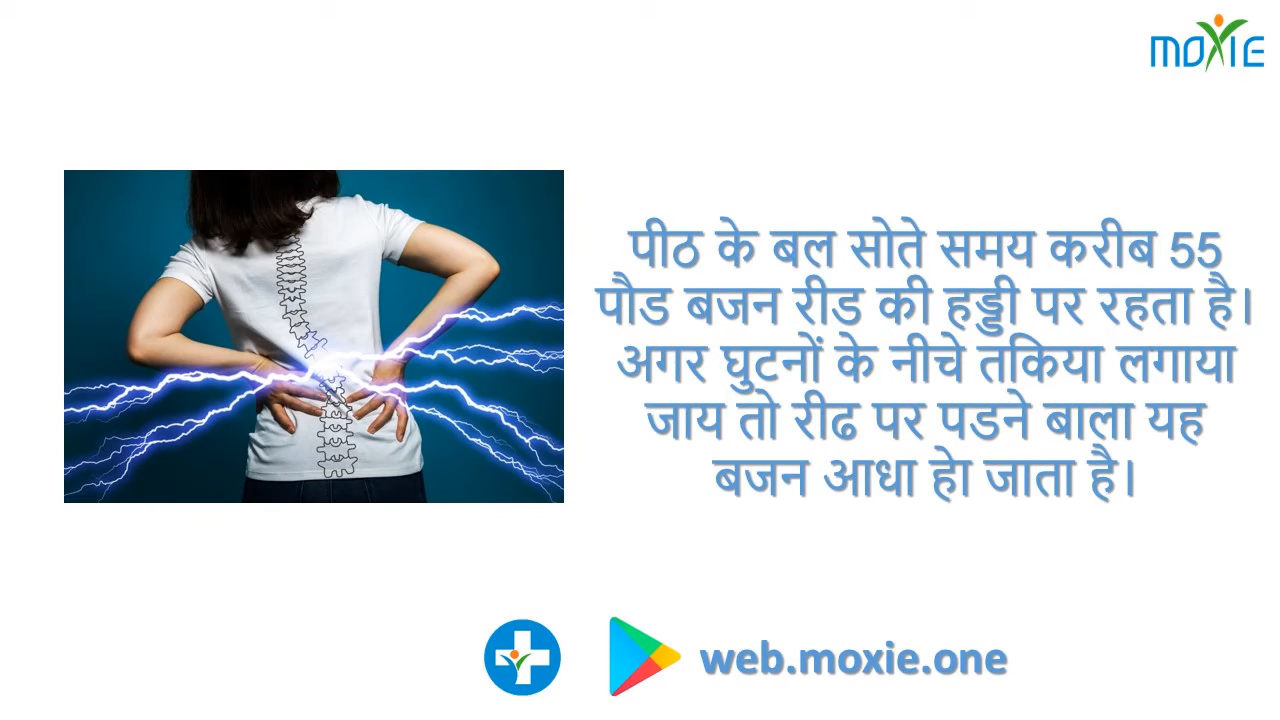 MOXIE
पीठ के बल सोते समय करीब 55
पौड बजन रीड की हड्डी पर रहता है।
अगर घुटनों के नीचे तकिया लगाया
जाय तो रीढ पर पडने बाला यह
बजन आधा हेा जाता है।
web.moxie.one